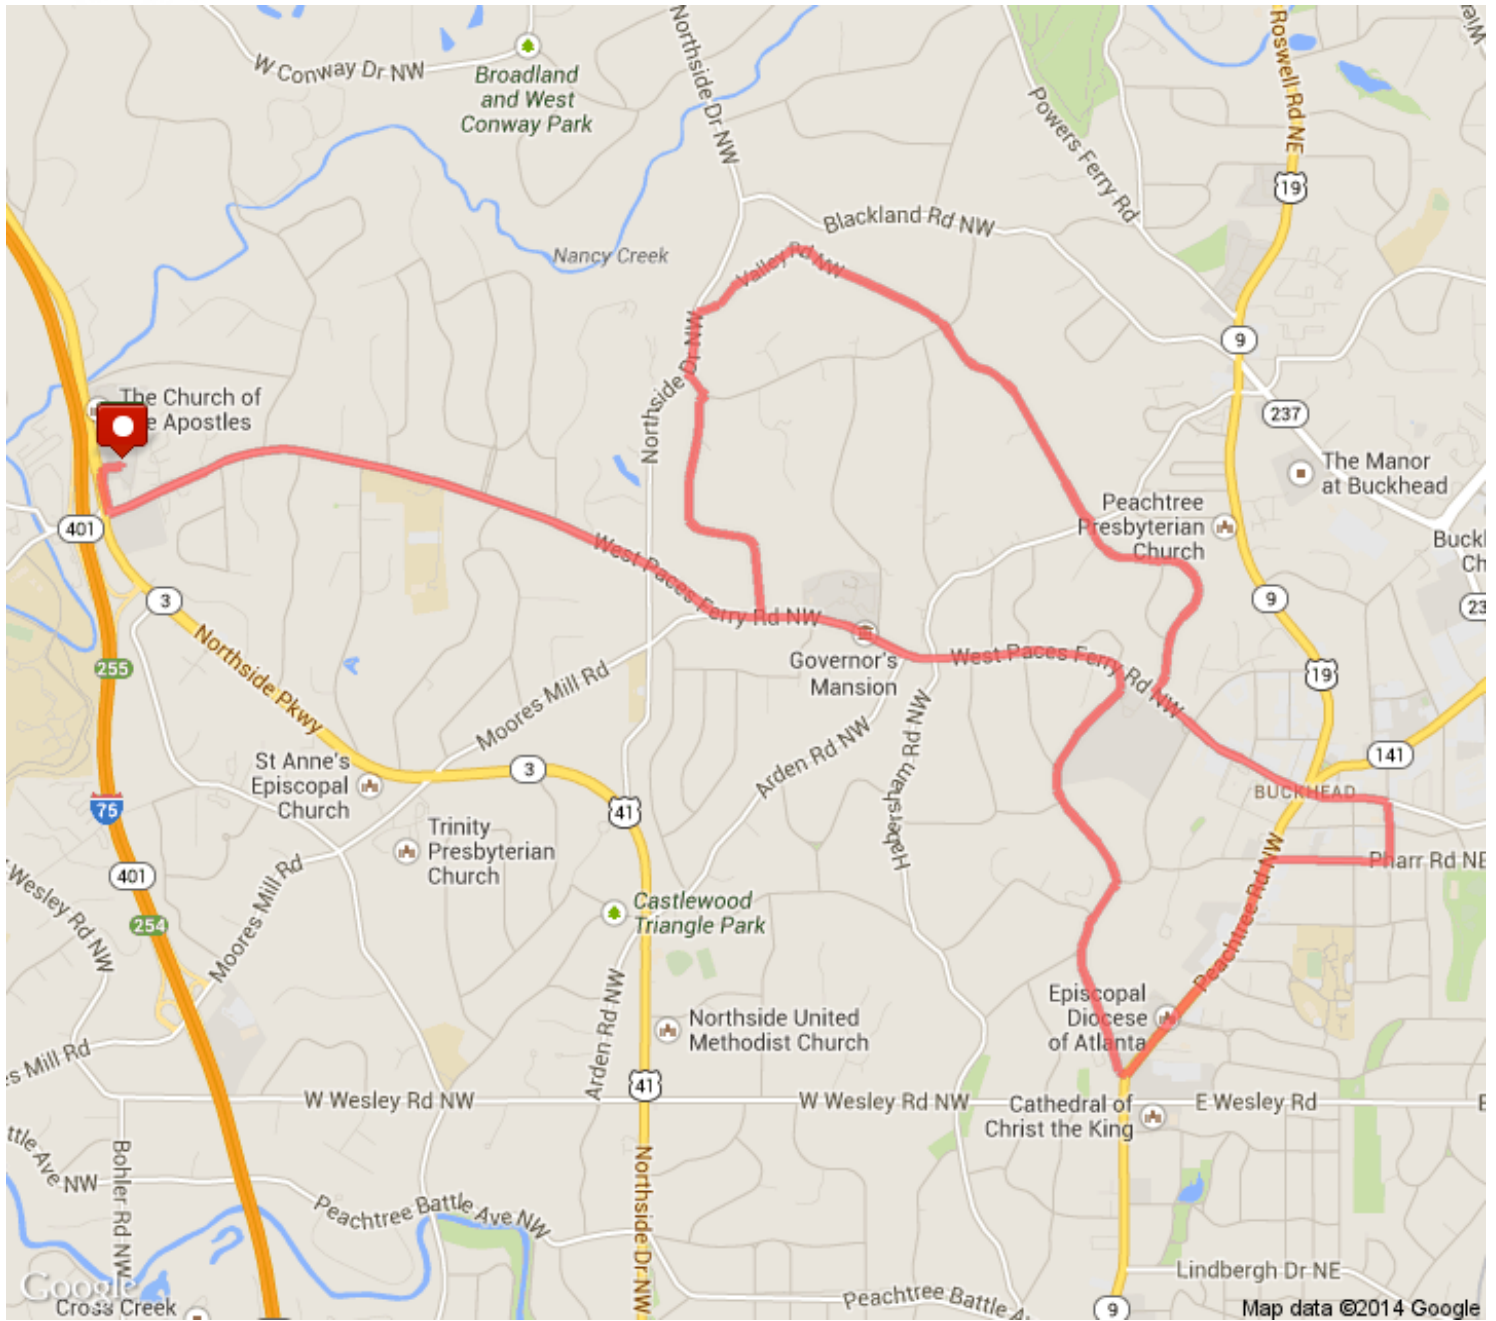 W Conway Dr NW
Broadland
and West
Conway Park
Northside Dr NW
Powers Ferry Rd
Roswell Rd NE
19
Blackland Rd NW
Nancy Creek
Valley Rd NW
Northside Dr NW
9
The Church of
Apostles
237
The Manor
at Buckhead
Peachtree
Presbyterian
Church
401
West Paces Ferry Rd NW
3
9
255
Northside Pkwy
Governor's
Mansion
West Paces Ferry Rd NW
19
Moores Mill Rd
Arden Rd NW
Habersham Rd NW
141
St Anne's
Episcopal
Church
3
41
75
BUCKHEAD
Trinity
Presbyterian
Church
Pharr Rd NE
401
Wesley Rd NW
254
Moores Mill Rd
Castlewood
Triangle Park
Peachtree Rd NW
Episcopal
Diocese
of Atlanta
Arden Rd NW
Northside United
Methodist Church
Mill Rd
41
W Wesley Rd NW
W Wesley Rd NW
E Wesley Rd
Cathedral of
Christ the King
Ave NW
Bohler Rd NW
Peachtree Battle Ave NW
Northside Dr NW
Lindbergh Dr NE
Peachtree Battle
Google
Cross Creek
9
Map data ©2014 Google